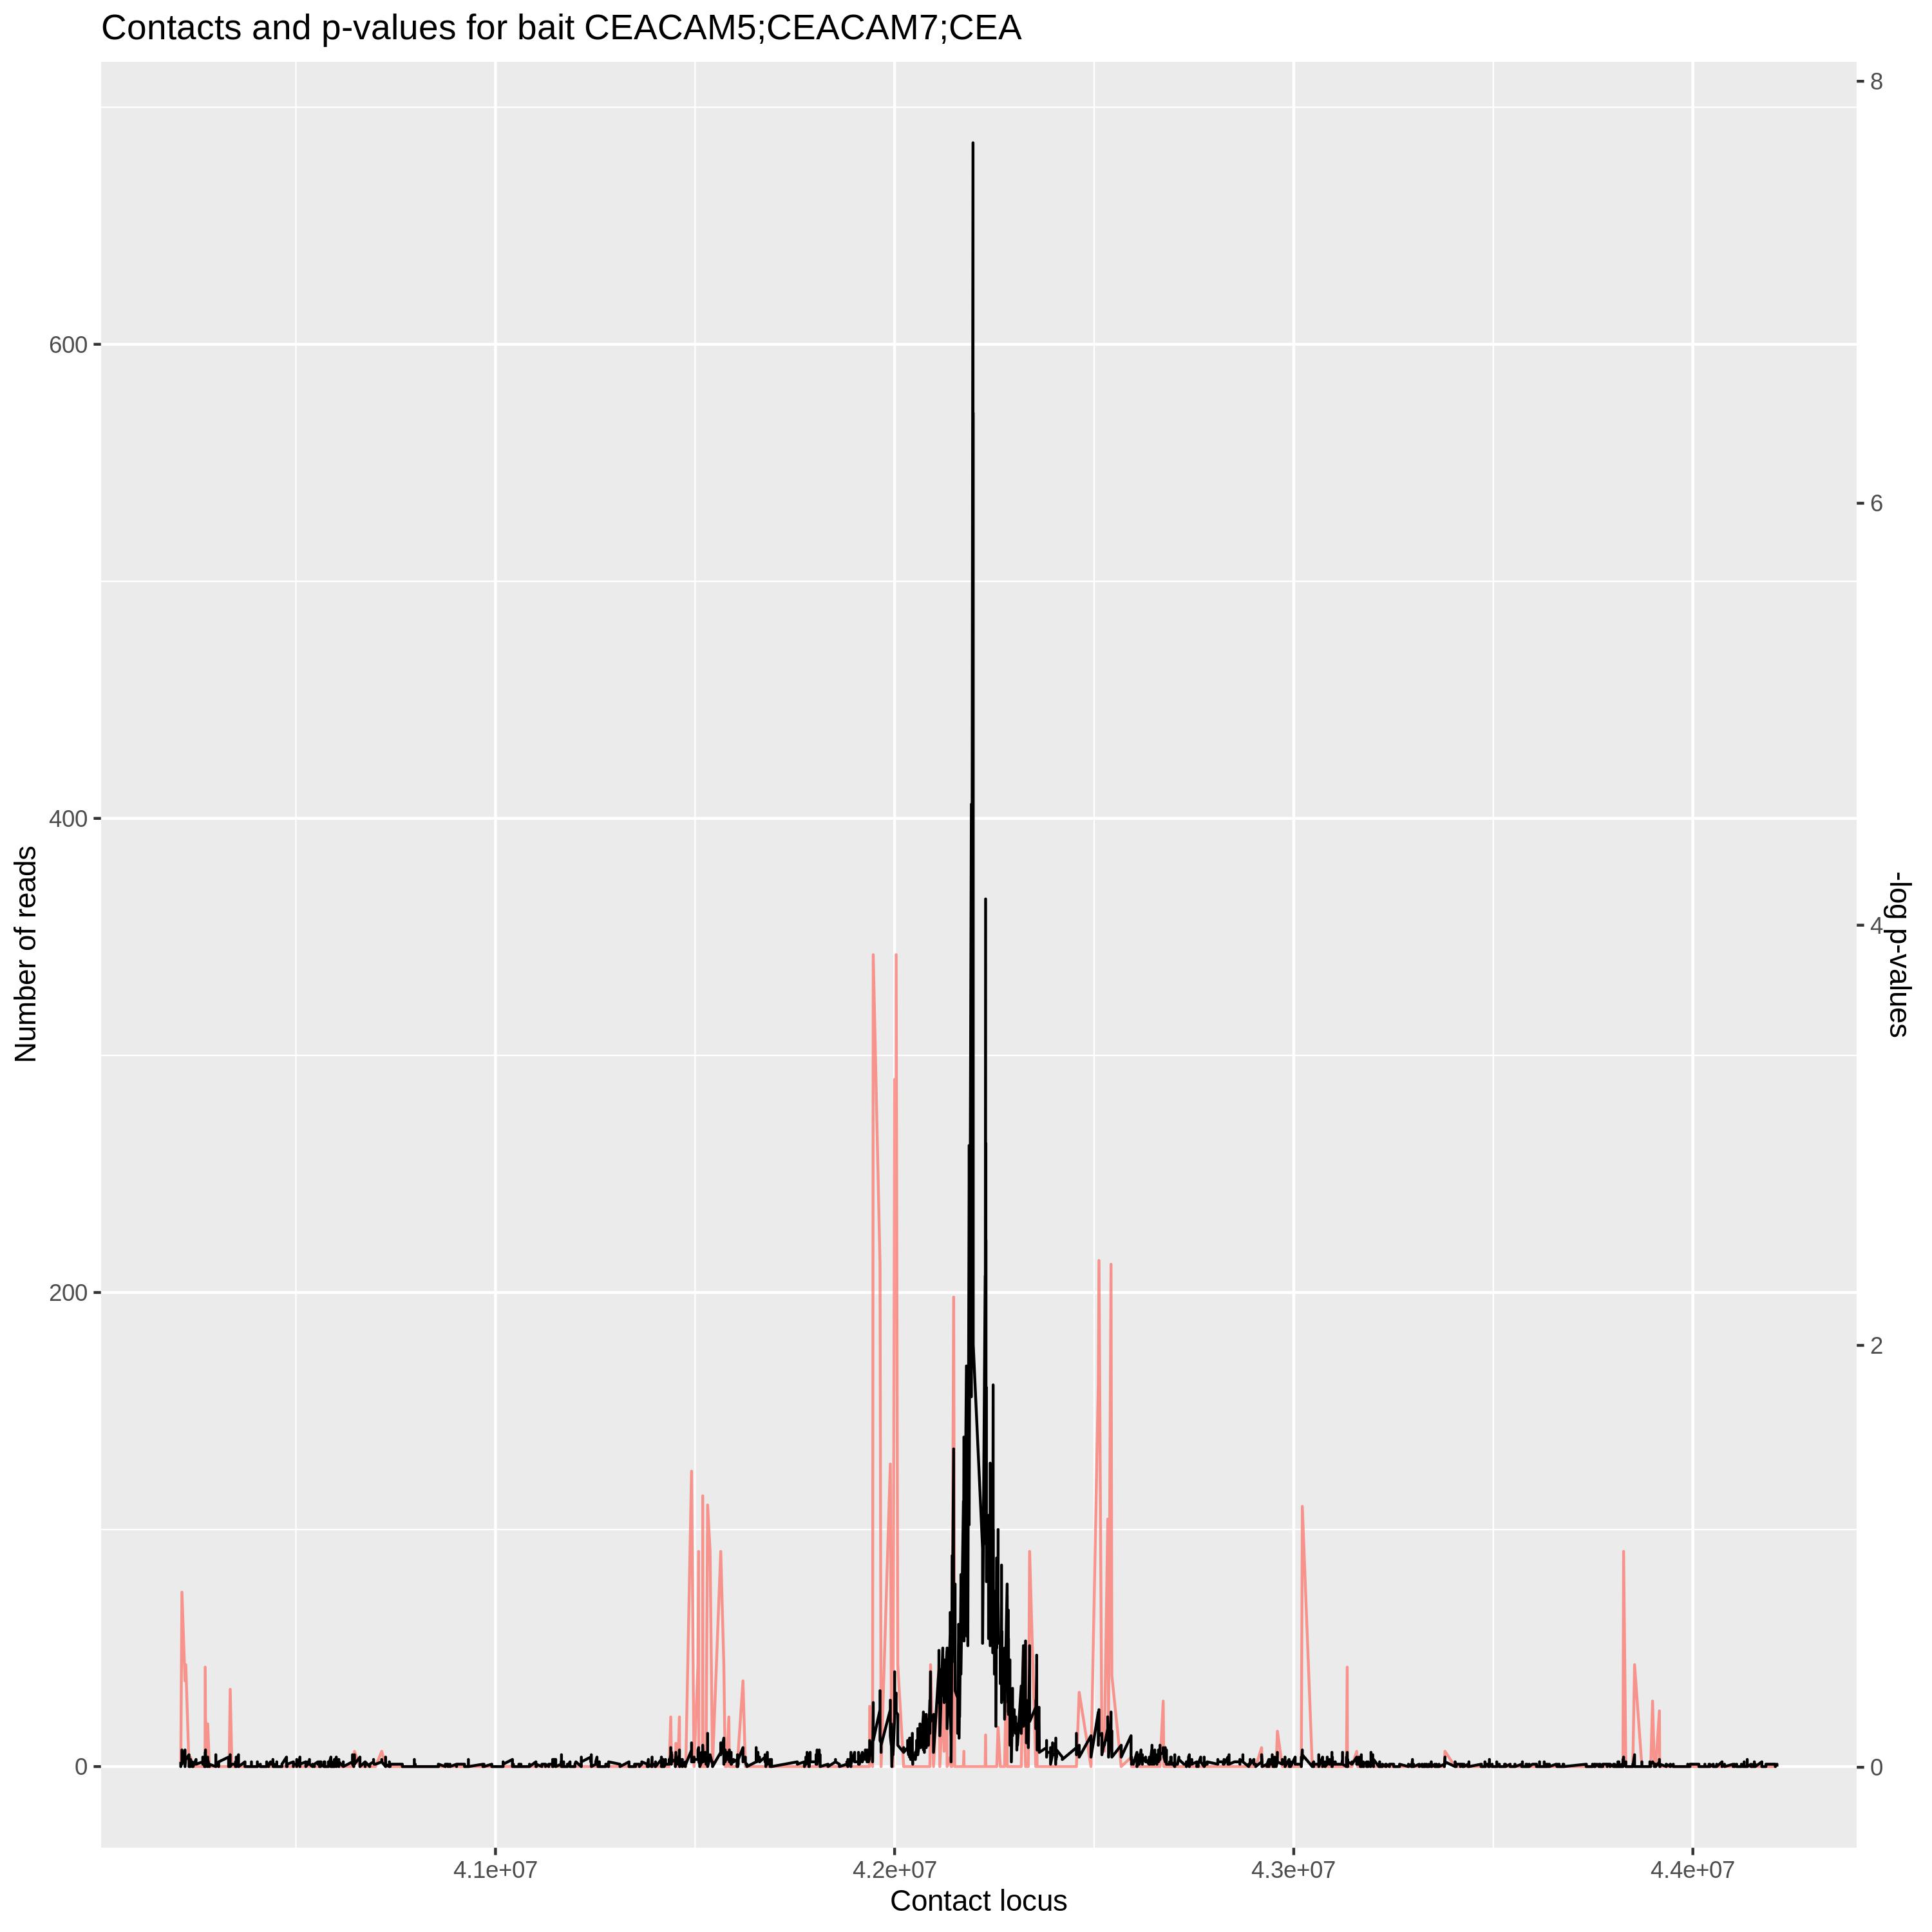 Contacts and p-values for bait CEACAM5;CEACAM7;CEA
8
600
6
400
4
200
2
0
0
Number of reads
-log p-values
4.1e+07
4.2e+07
4.3e+07
4.4e+07
Contact locus